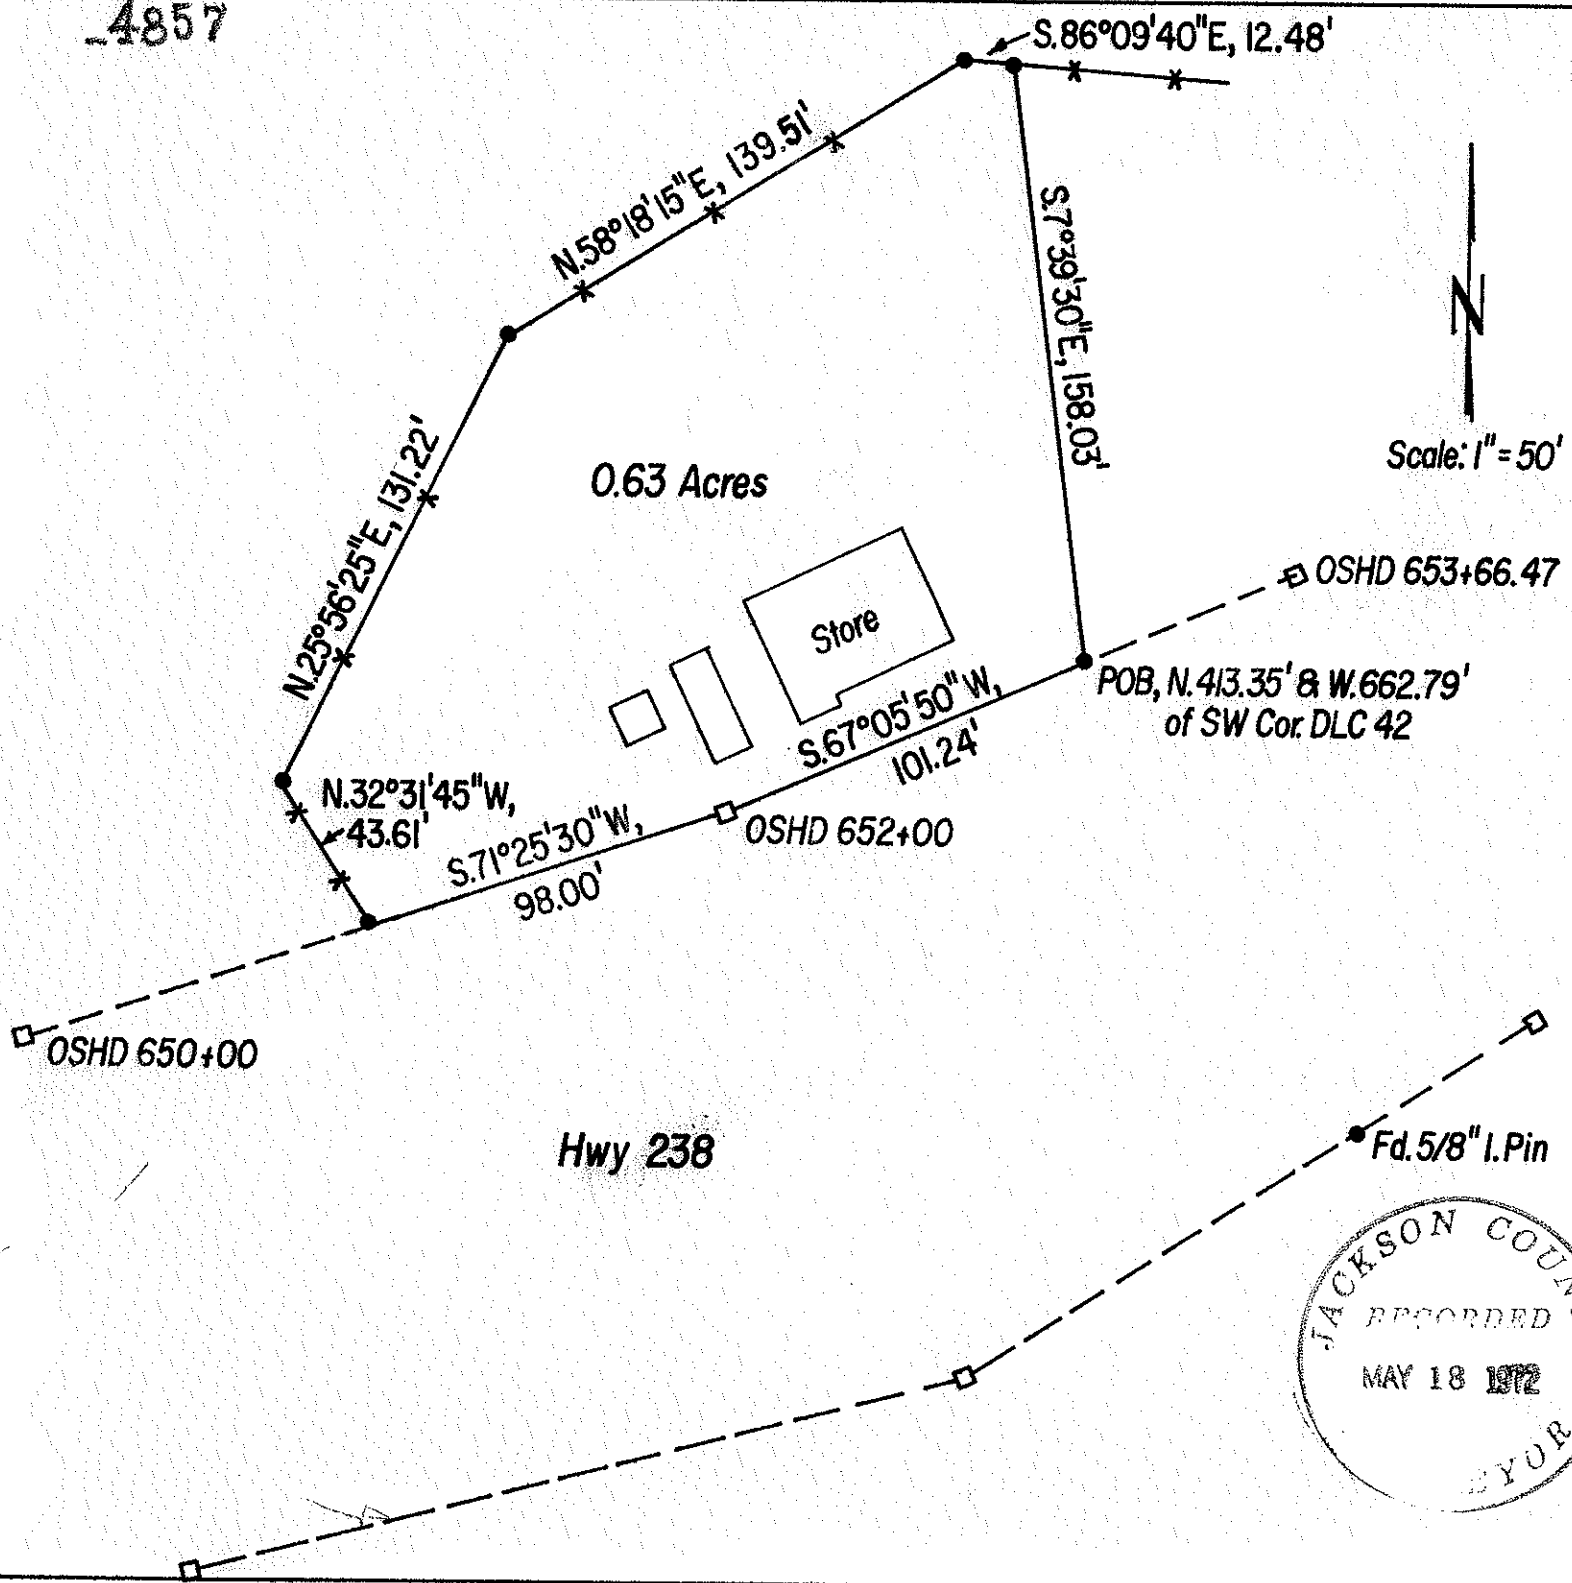 4857
S.86°09'40"E, 12.48'
N.58°18'15"E, 139.51'
S.7°39'30"E, 158.03'
N
Scale: 1" = 50'
N.25°56'25"E, 131.22'
0.63 Acres
OSHD 653+66.47
Store
POB, N.413.35' & W.662.79'
of SW Cor. DLC 42
S.67°05'50"W,
101.24'
N.32°31'45"W,
43.61'
S.71°25'30"W,
98.00'
OSHD 652+00
OSHD 650+00
Hwy 238
Fd. 5/8" I.Pin
JACKSON COUN
RECORDED
MAY 18 1972
EYOR